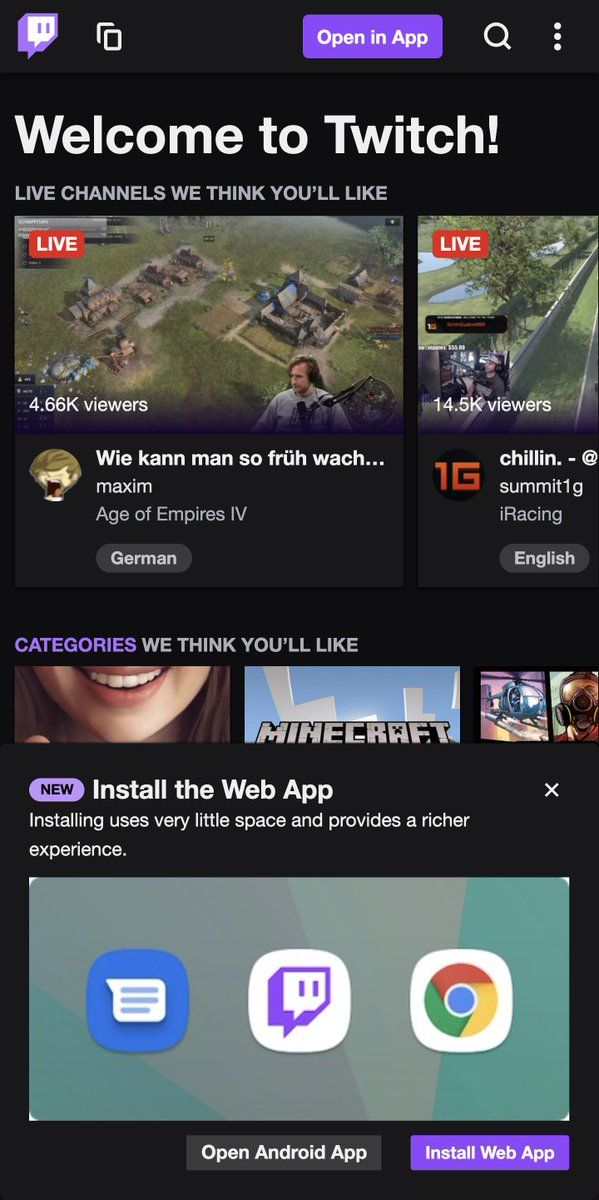 Open in App
Welcome to Twitch!
LIVE CHANNELS WE THINK YOU'LL LIKE
LIVE
4.66K viewers
Wie kann man so früh wach...
maxim
Age of Empires IV
German
LIVE
14.5K viewers
1G
chillin. - @
summit1g
iRacing
English
CATEGORIES WE THINK YOU'LL LIKE
MINECRAFT
NEW Install the Web App
Installing uses very little space and provides a richer
experience.
Open Android App
Install Web App